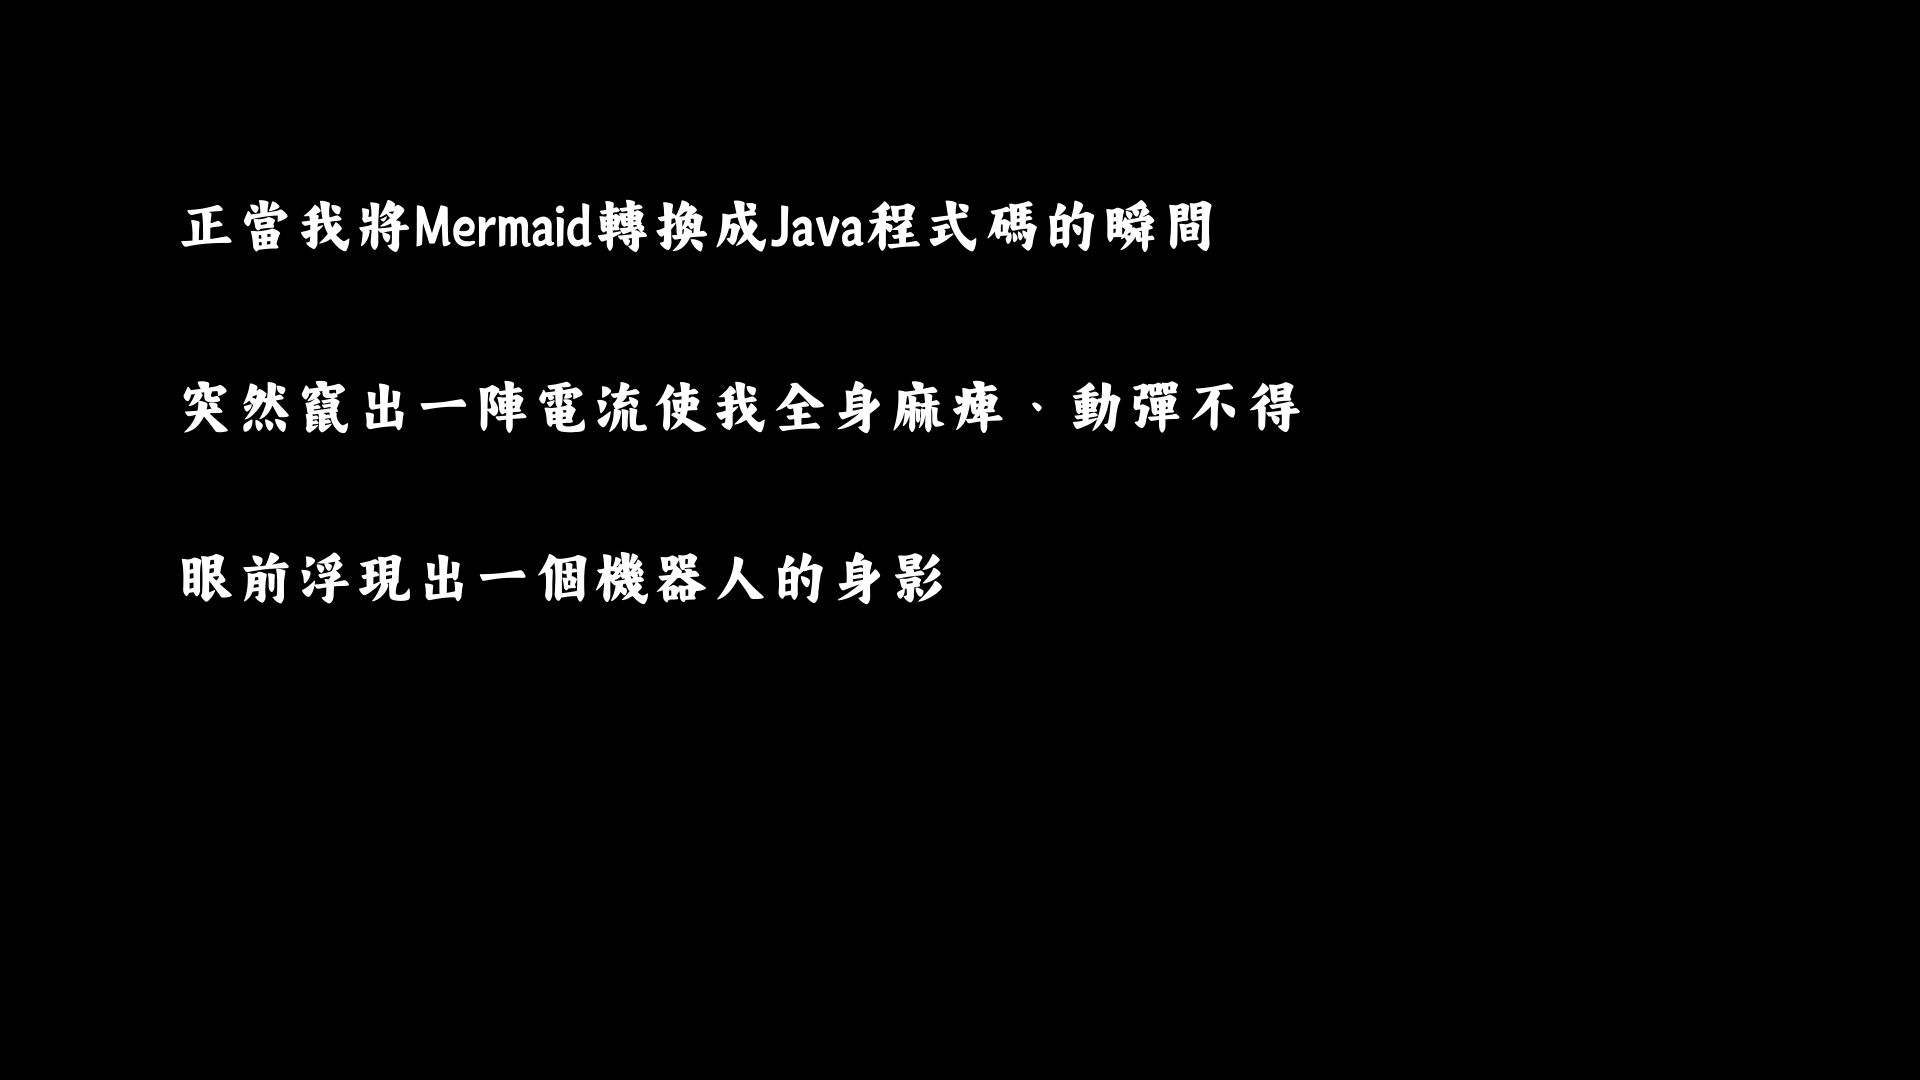 正當我將Mermaid轉換成Java程式碼的瞬間
突然竄出一陣電流使我全身麻痺、動彈不得
眼前浮現出一個機器人的身影